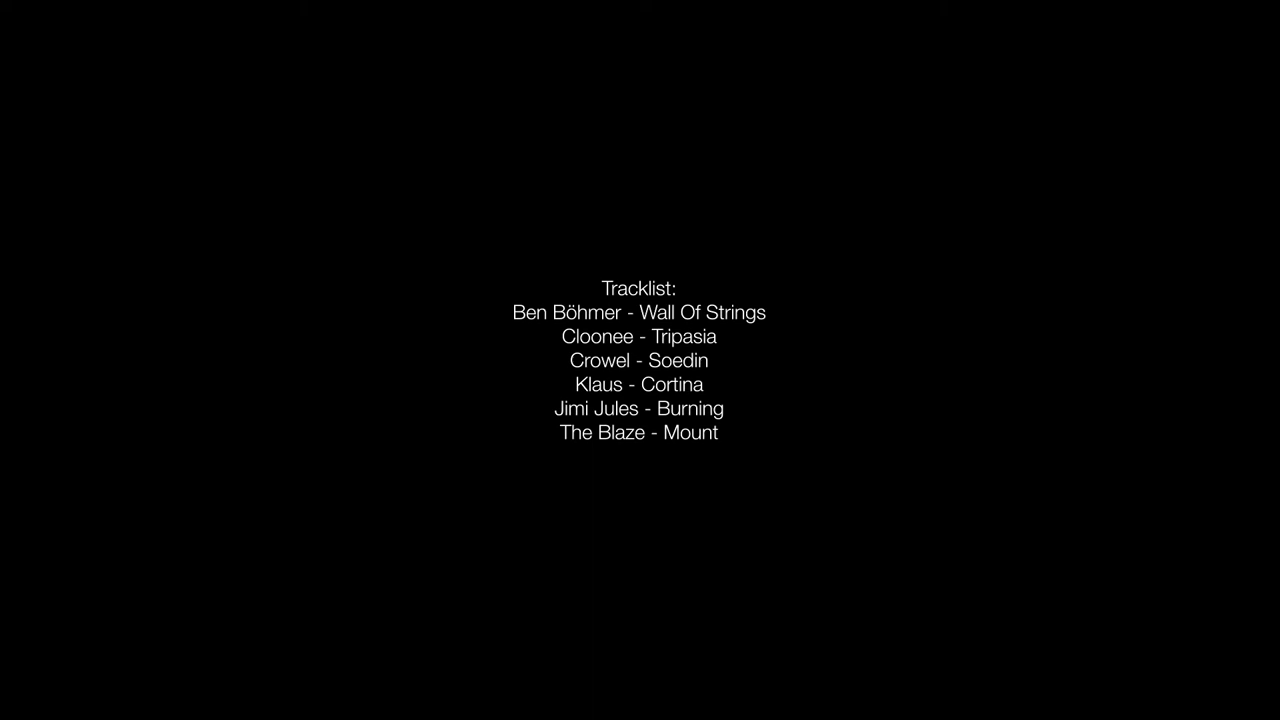 Tracklist:
Ben Böhmer - Wall Of Strings
Cloonee - Tripasia
Crowel - Soedin
Klaus - Cortina
Jimi Jules - Burning
The Blaze - Mount